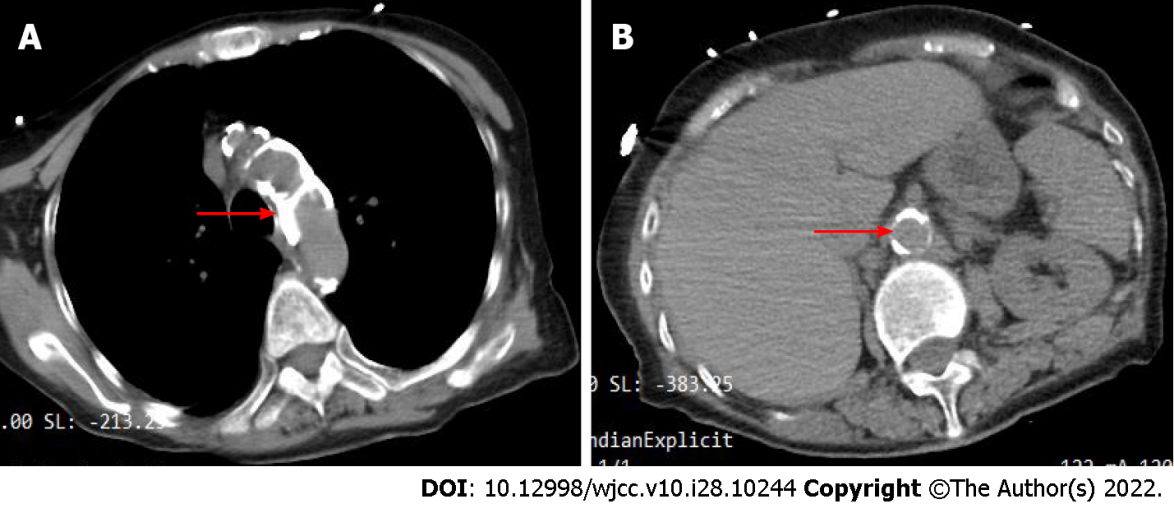 A
B
.00 SL: -213.25
0 SL: -383.25
ndianExplicit
1/1
DOI: 10.12998/wjcc.v10.i28.10244 Copyright ©The Author(s) 2022.